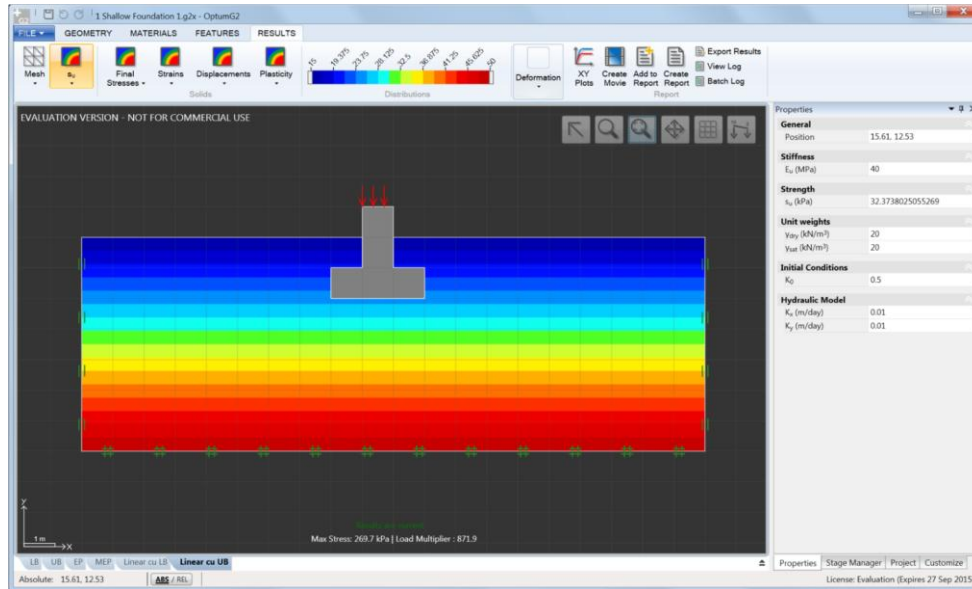 1 Shallow Foundation 1.g2x - OptumG2
FILE GEOMETRY MATERIALS FEATURES RESULTS
15 19.375 23.75 28.125 32.5 36.875 41.25 45.625 50
Mesh su Final Stresses Strains Displacements Plasticity
Solids
Distributions
Deformation
XY Plots Create Movie Add to Report Create Report
Export Results
View Log
Batch Log
Report
EVALUATION VERSION - NOT FOR COMMERCIAL USE
Properties
General
Position 15.61, 12.53
Stiffness
Eu (MPa) 40
Strength
su (kPa) 32.3738025055269
Unit weights
γdry (kN/m³) 20
γsat (kN/m³) 20
Initial Conditions
K0 0.5
Hydraulic Model
Kx (m/day) 0.01
Ky (m/day) 0.01
y
1 m
x
Results are current
Max Stress: 269.7 kPa | Load Multiplier : 871.9
LB UB EP MEP Linear cu LB Linear cu UB
Properties Stage Manager Project Customize
Absolute: 15.61, 12.53 ABS / REL
License: Evaluation (Expires 27 Sep 2015